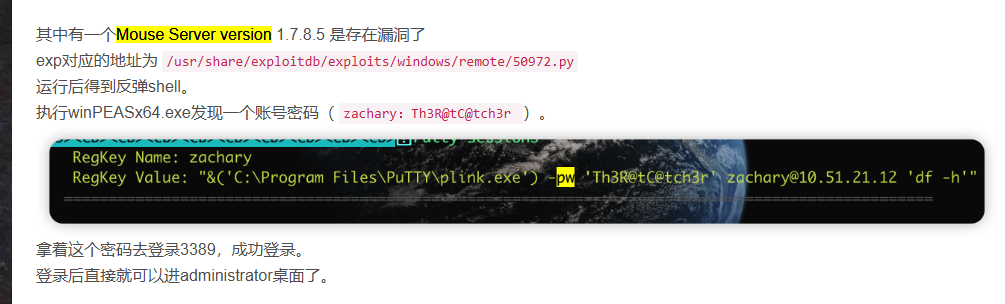 其中有一个Mouse Server version 1.7.8.5 是存在漏洞了
exp对应的地址为 /usr/share/exploitdb/exploits/windows/remote/50972.py
运行后得到反弹shell。
执行winPEASx64.exe发现一个账号密码（ zachary：Th3R@tC@tch3r ）。
RegKey Name: zachary
RegKey Value: "&('C:\Program Files\PuTTY\plink.exe') -pw 'Th3R@tC@tch3r' zachary@10.51.21.12 'df -h'"
拿着这个密码去登录3389，成功登录。
登录后直接就可以进administrator桌面了。